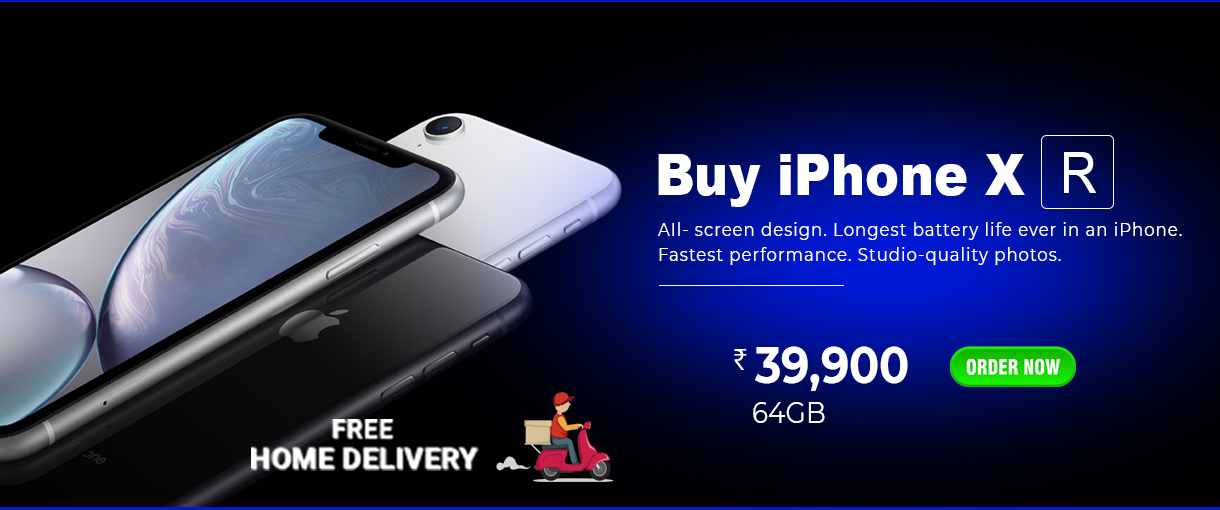 Buy iPhone X R
All- screen design. Longest battery life ever in an iPhone.
Fastest performance. Studio-quality photos.
₹ 39,900
ORDER NOW
64GB
FREE
HOME DELIVERY